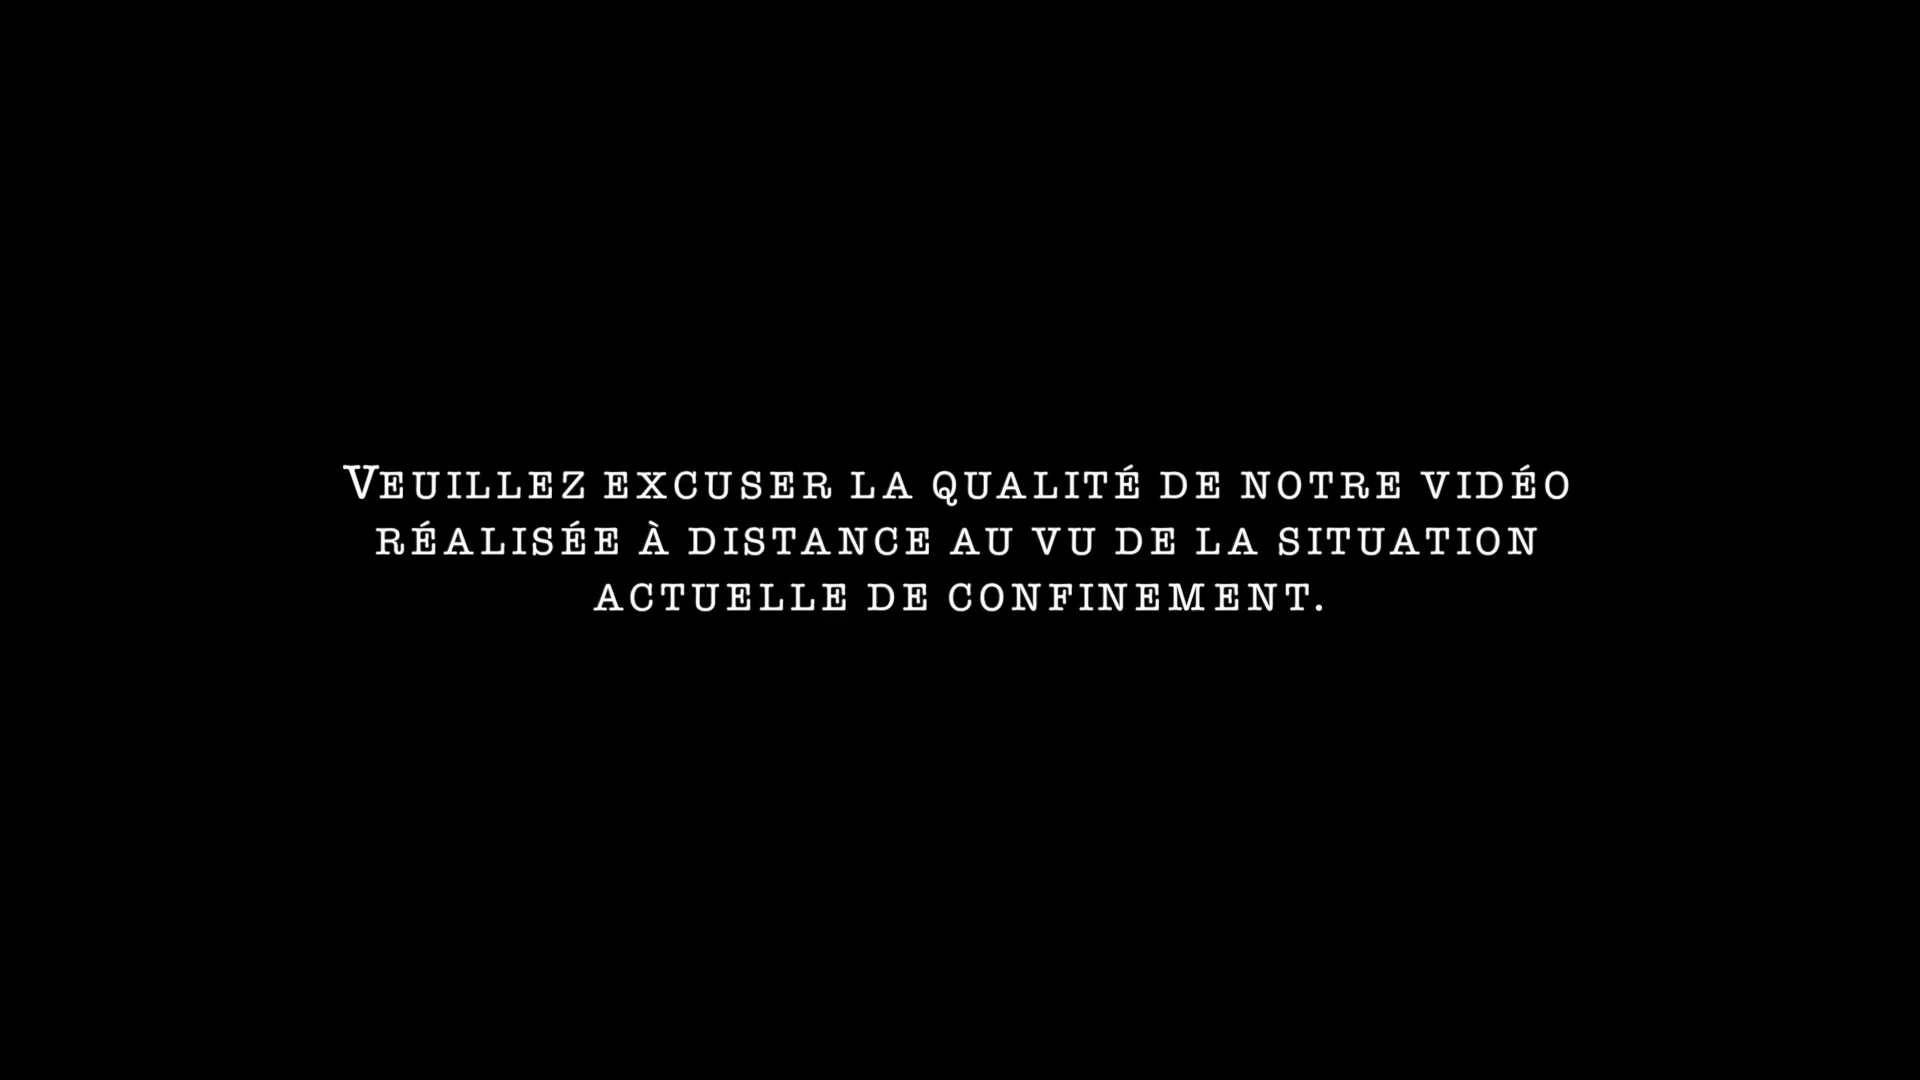 Veuillez excuser la qualité de notre vidéo
réalisée à distance au vu de la situation
actuelle de confinement.